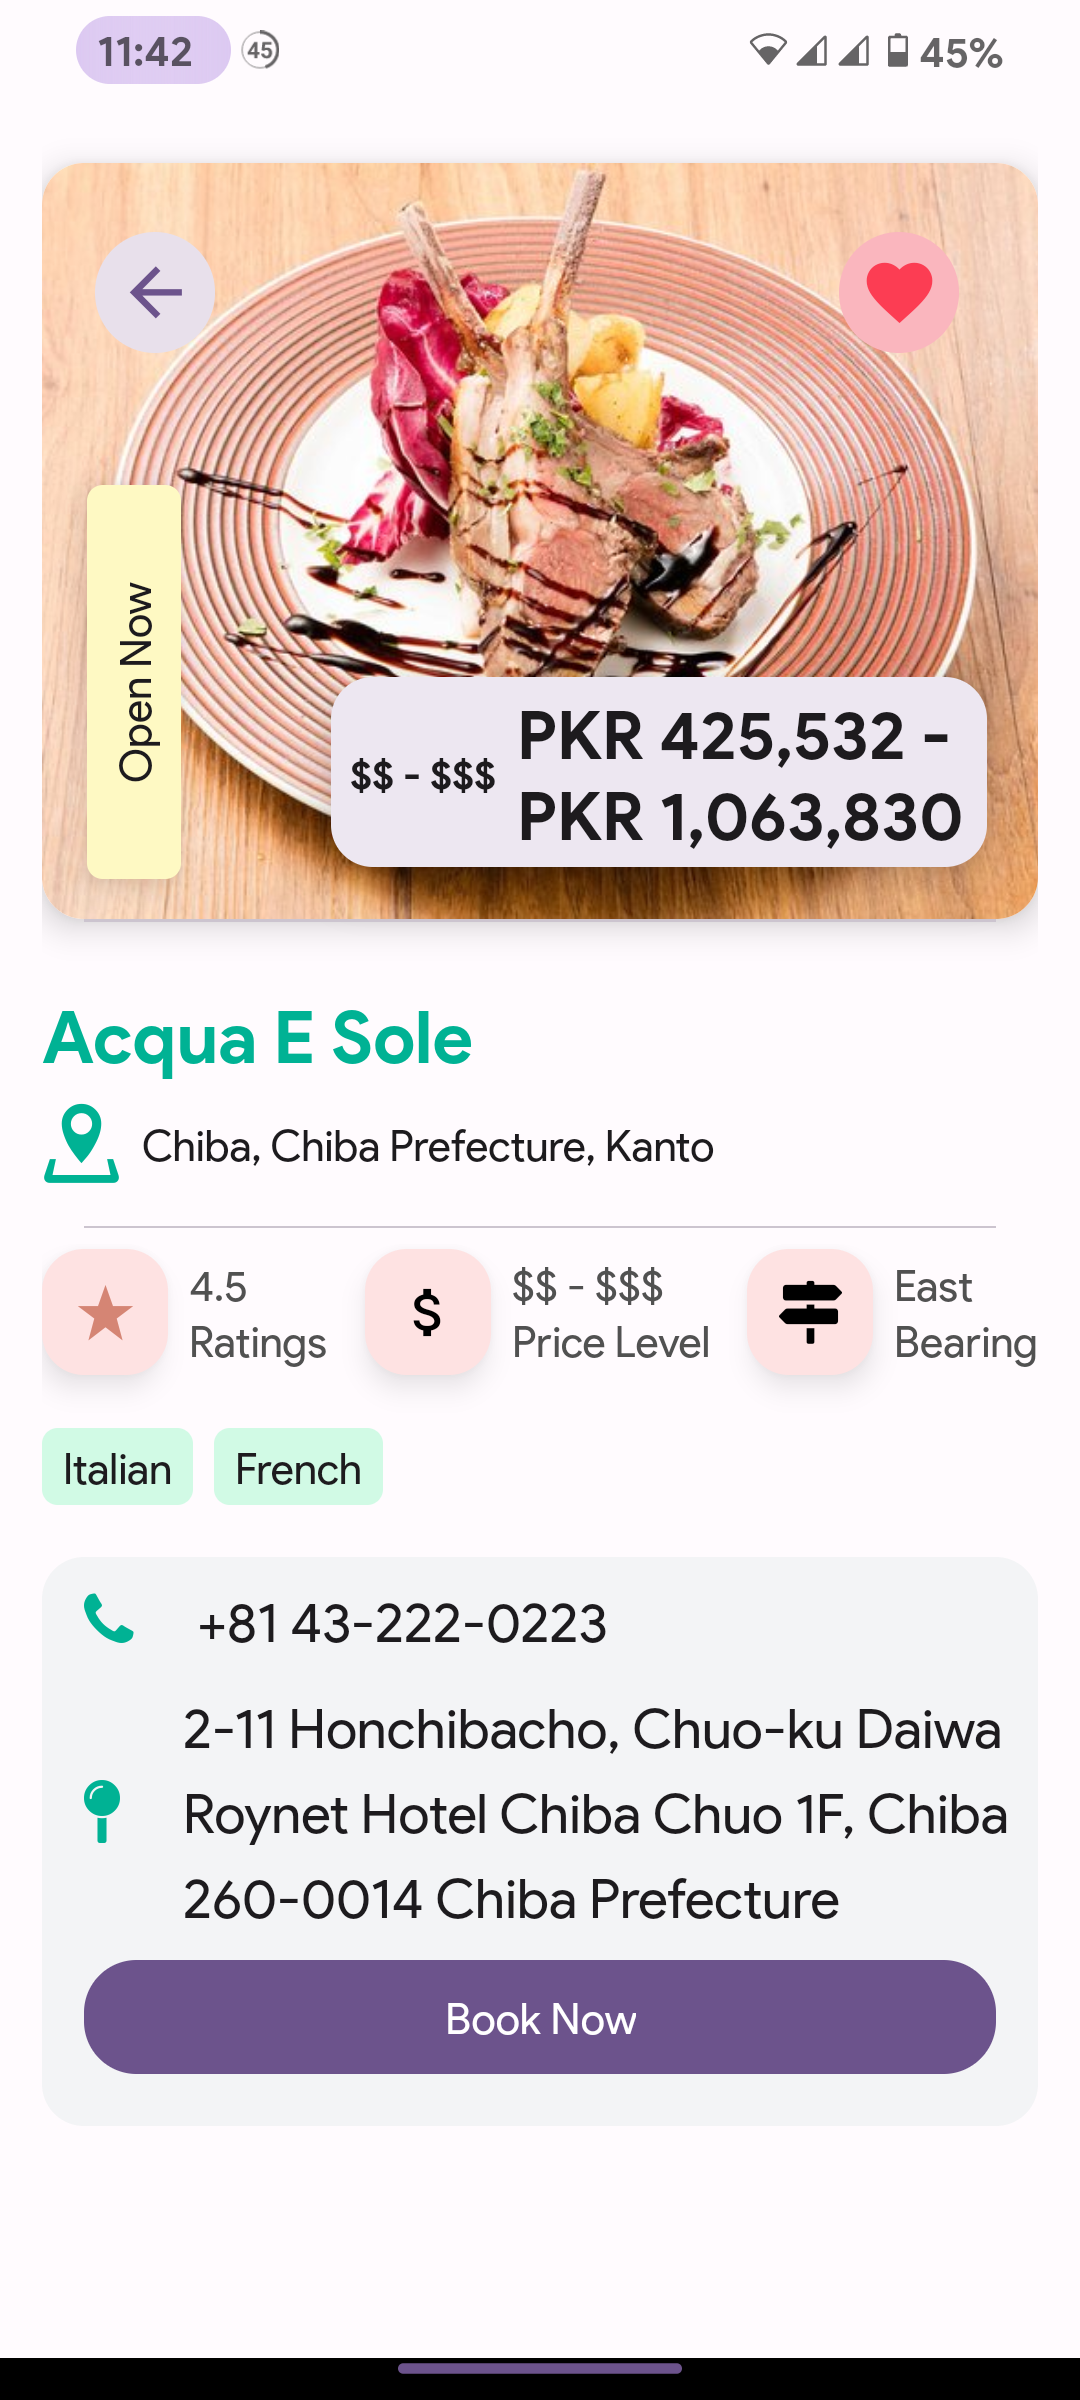 11:42
45
45%
Open Now
$$ - $$$
PKR 425,532 -
PKR 1,063,830
Acqua E Sole
Chiba, Chiba Prefecture, Kanto
4.5
Ratings
$
$$ - $$$
Price Level
East
Bearing
Italian
French
+81 43-222-0223
2-11 Honchibacho, Chuo-ku Daiwa
Roynet Hotel Chiba Chuo 1F, Chiba
260-0014 Chiba Prefecture
Book Now